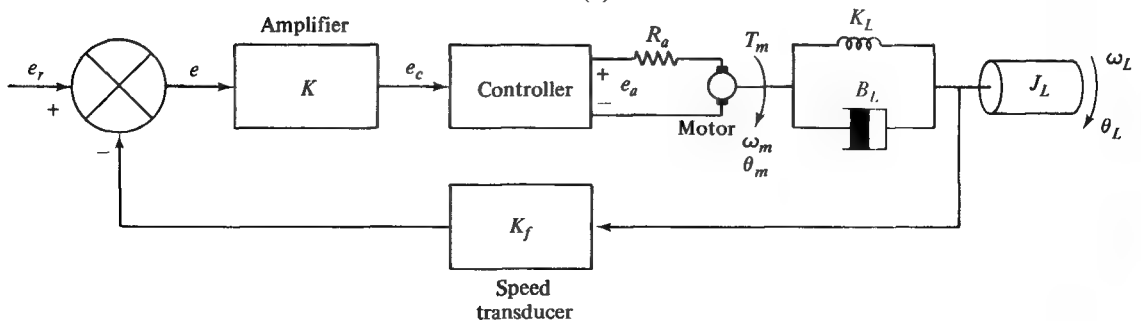 Amplifier
e_r
+
−
e
K
e_c
Controller
R_a
+
e_a
−
Motor
T_m
ω_m
θ_m
K_L
B_L
J_L
ω_L
θ_L
K_f
Speed
transducer